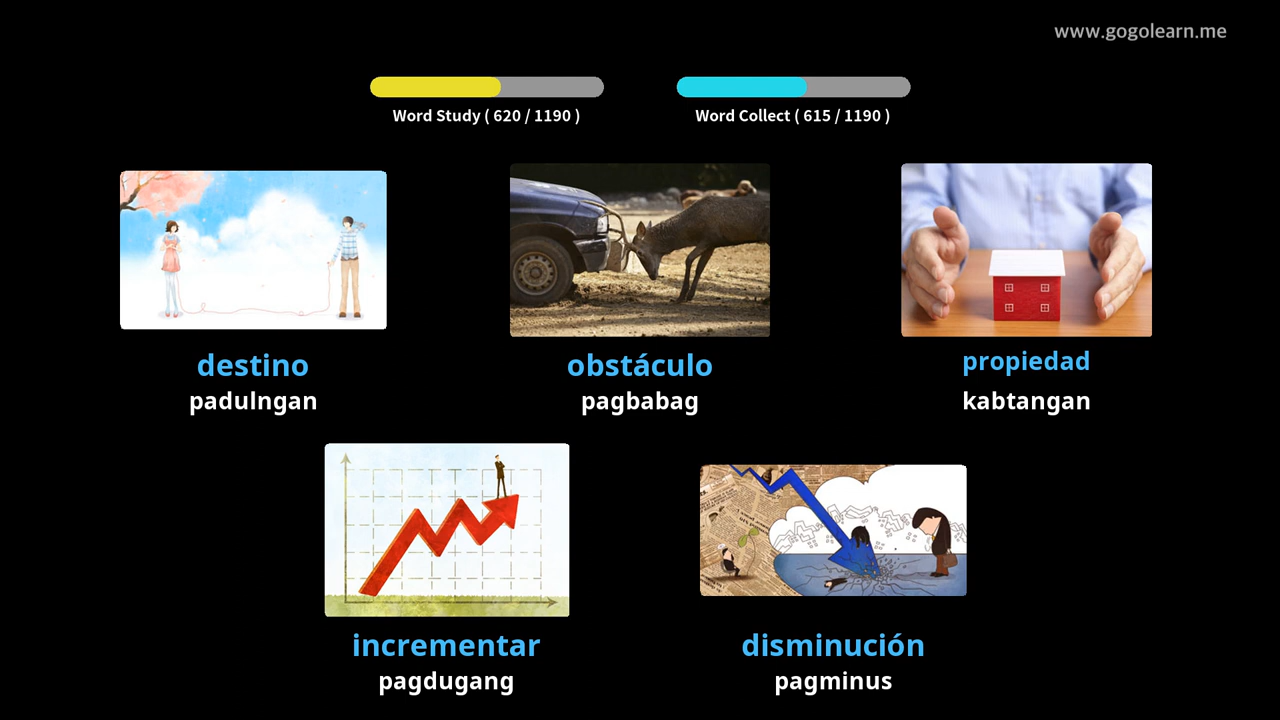 www.gogolearn.me
Word Study ( 620 / 1190 )
Word Collect ( 615 / 1190 )
destino
padulngan
obstáculo
pagbabag
propiedad
kabtangan
incrementar
pagdugang
disminución
pagminus